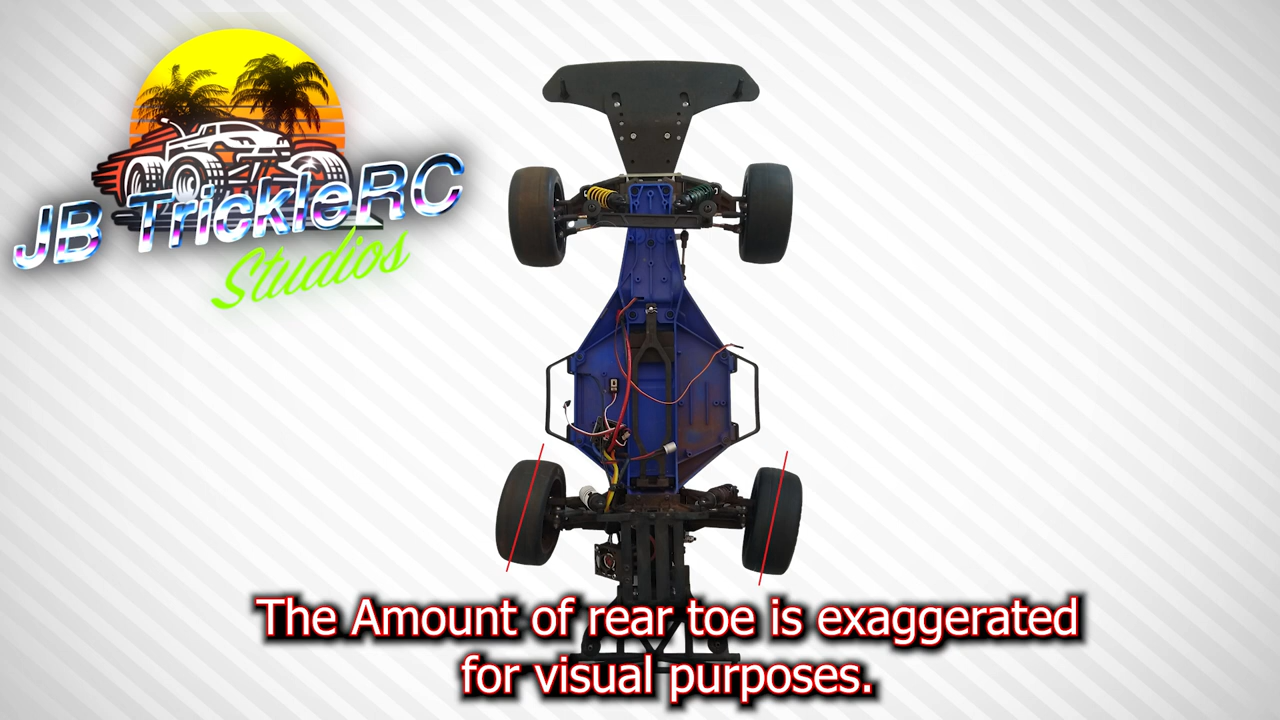 JB TrickleRC
Studios
The Amount of rear toe is exaggerated
for visual purposes.